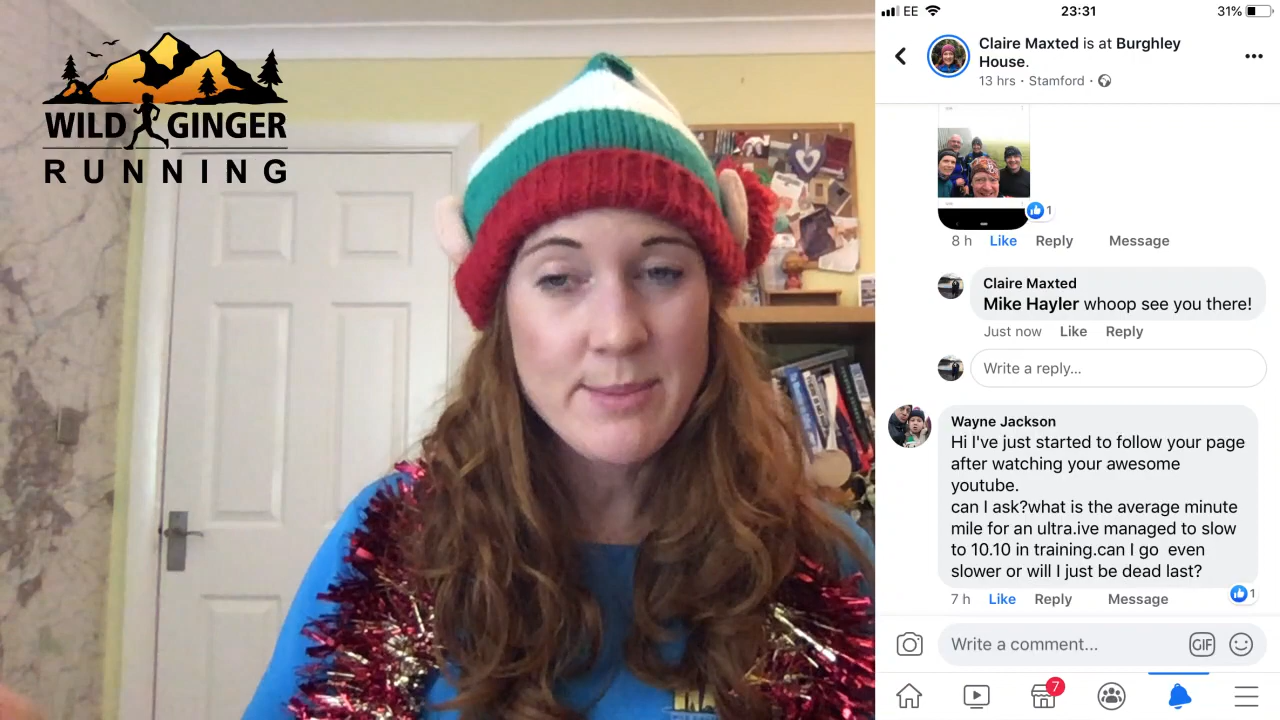 WILD GINGER
RUNNING
EE 23:31 31%
Claire Maxted is at Burghley
House.
13 hrs · Stamford ·
1
8 h Like Reply Message
Claire Maxted
Mike Hayler whoop see you there!
Just now Like Reply
Write a reply...
Wayne Jackson
Hi I've just started to follow your page
after watching your awesome
youtube.
can I ask?what is the average minute
mile for an ultra.ive managed to slow
to 10.10 in training.can I go even
slower or will I just be dead last?
7 h Like Reply Message 1
Write a comment... GIF
7